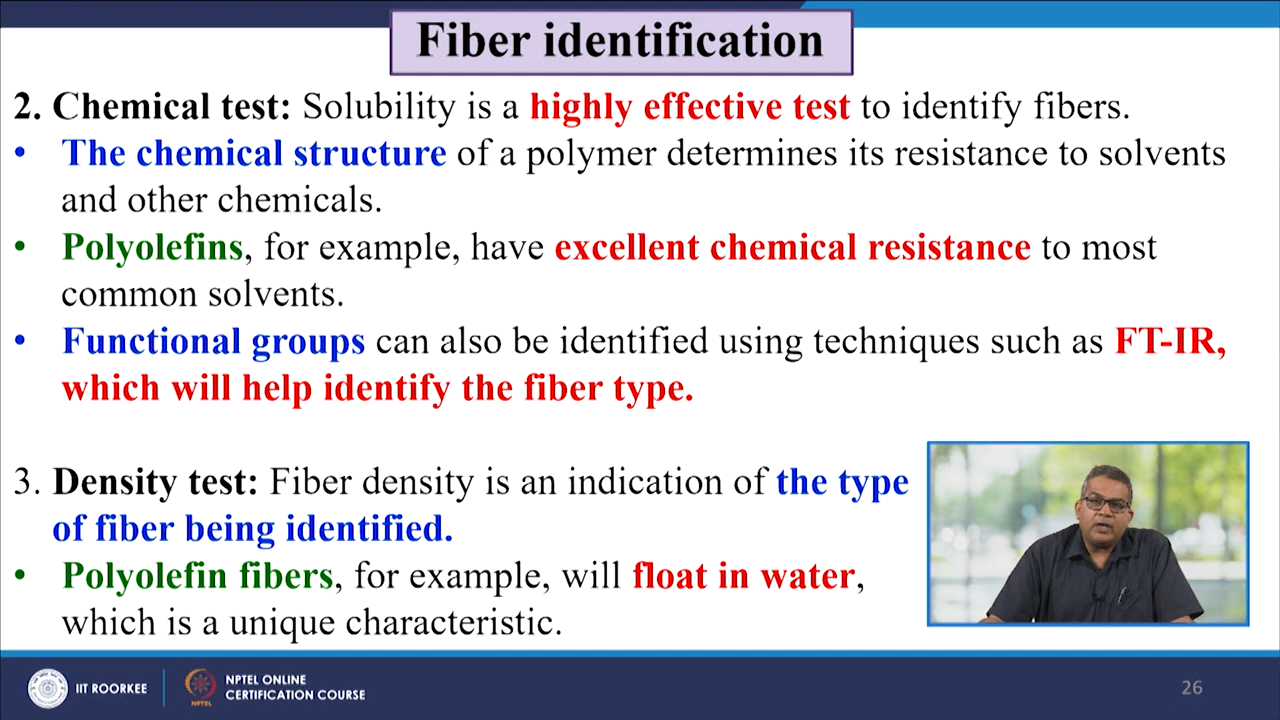 Fiber identification
2. Chemical test: Solubility is a highly effective test to identify fibers.
• The chemical structure of a polymer determines its resistance to solvents
and other chemicals.
• Polyolefins, for example, have excellent chemical resistance to most
common solvents.
• Functional groups can also be identified using techniques such as FT-IR,
which will help identify the fiber type.
3. Density test: Fiber density is an indication of the type
of fiber being identified.
• Polyolefin fibers, for example, will float in water,
which is a unique characteristic.
IIT ROORKEE
NPTEL
NPTEL ONLINE
CERTIFICATION COURSE
26